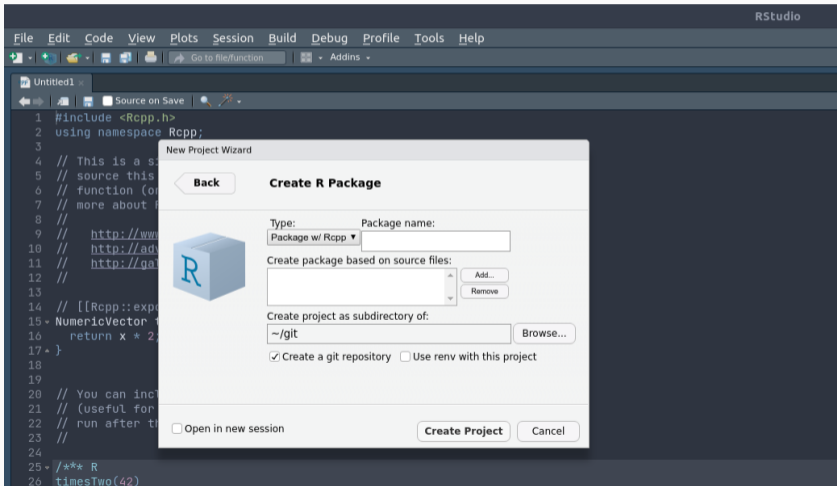 RStudio
File Edit Code View Plots Session Build Debug Profile Tools Help
Go to file/function Addins
Untitled1
Source on Save
1 #include <Rcpp.h>
2 using namespace Rcpp;
3
4 // This is a si
5 // source this
6 // function (or
7 // more about R
8 //
9 // http://www
10 // http://adv
11 // http://gal
12 //
13
14 // [[Rcpp::expo
15 NumericVector t
16 return x * 2;
17 }
18
19
20 // You can incl
21 // (useful for
22 // run after th
23 //
24
25 /*** R
26 timesTwo(42)
New Project Wizard
Back Create R Package
Type: Package name:
Package w/ Rcpp
Create package based on source files:
Add...
Remove
R
Create project as subdirectory of:
~/git Browse...
Create a git repository Use renv with this project
Open in new session Create Project Cancel